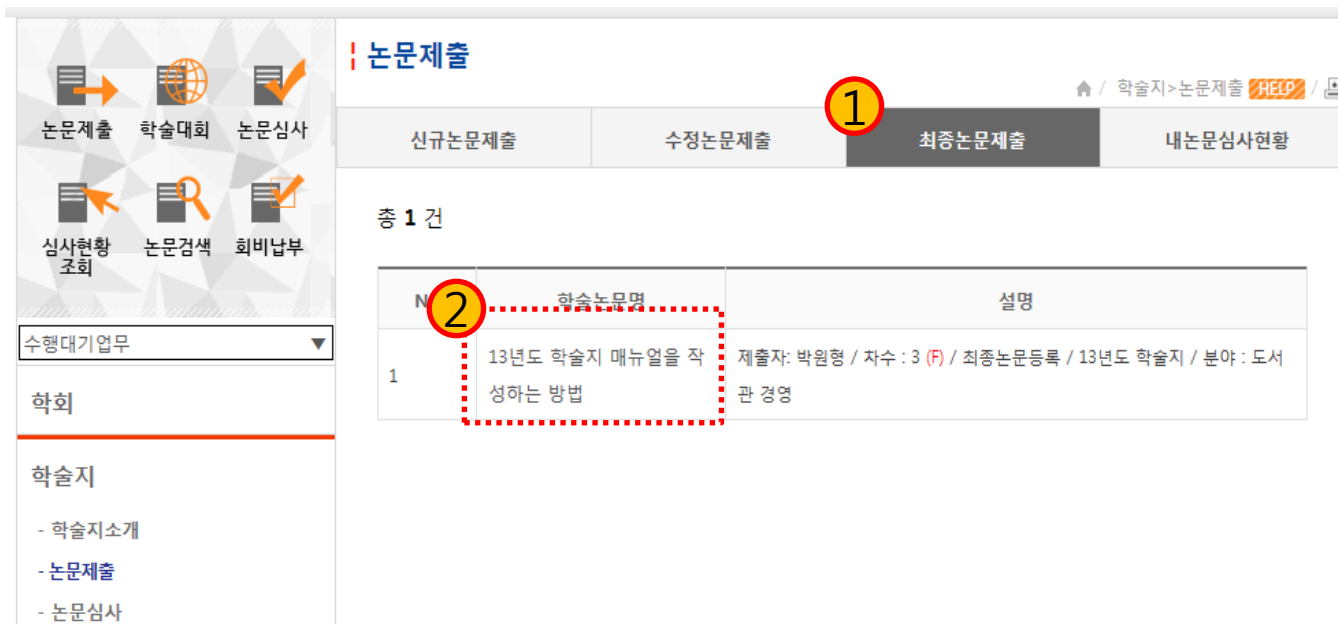 논문제출
학술대회
논문심사
심사현황
조회
논문검색
회비납부
수행대기업무 ▼
학회
학술지
- 학술지소개
- 논문제출
- 논문심사
논문제출
/ 학술지>논문제출 HELP /
1
신규논문제출
수정논문제출
최종논문제출
내논문심사현황
총 1 건
2
학술논문명
설명
1
13년도 학술지 매뉴얼을 작
성하는 방법
제출자: 박원형 / 차수 : 3 (F) / 최종논문등록 / 13년도 학술지 / 분야 : 도서
관 경영